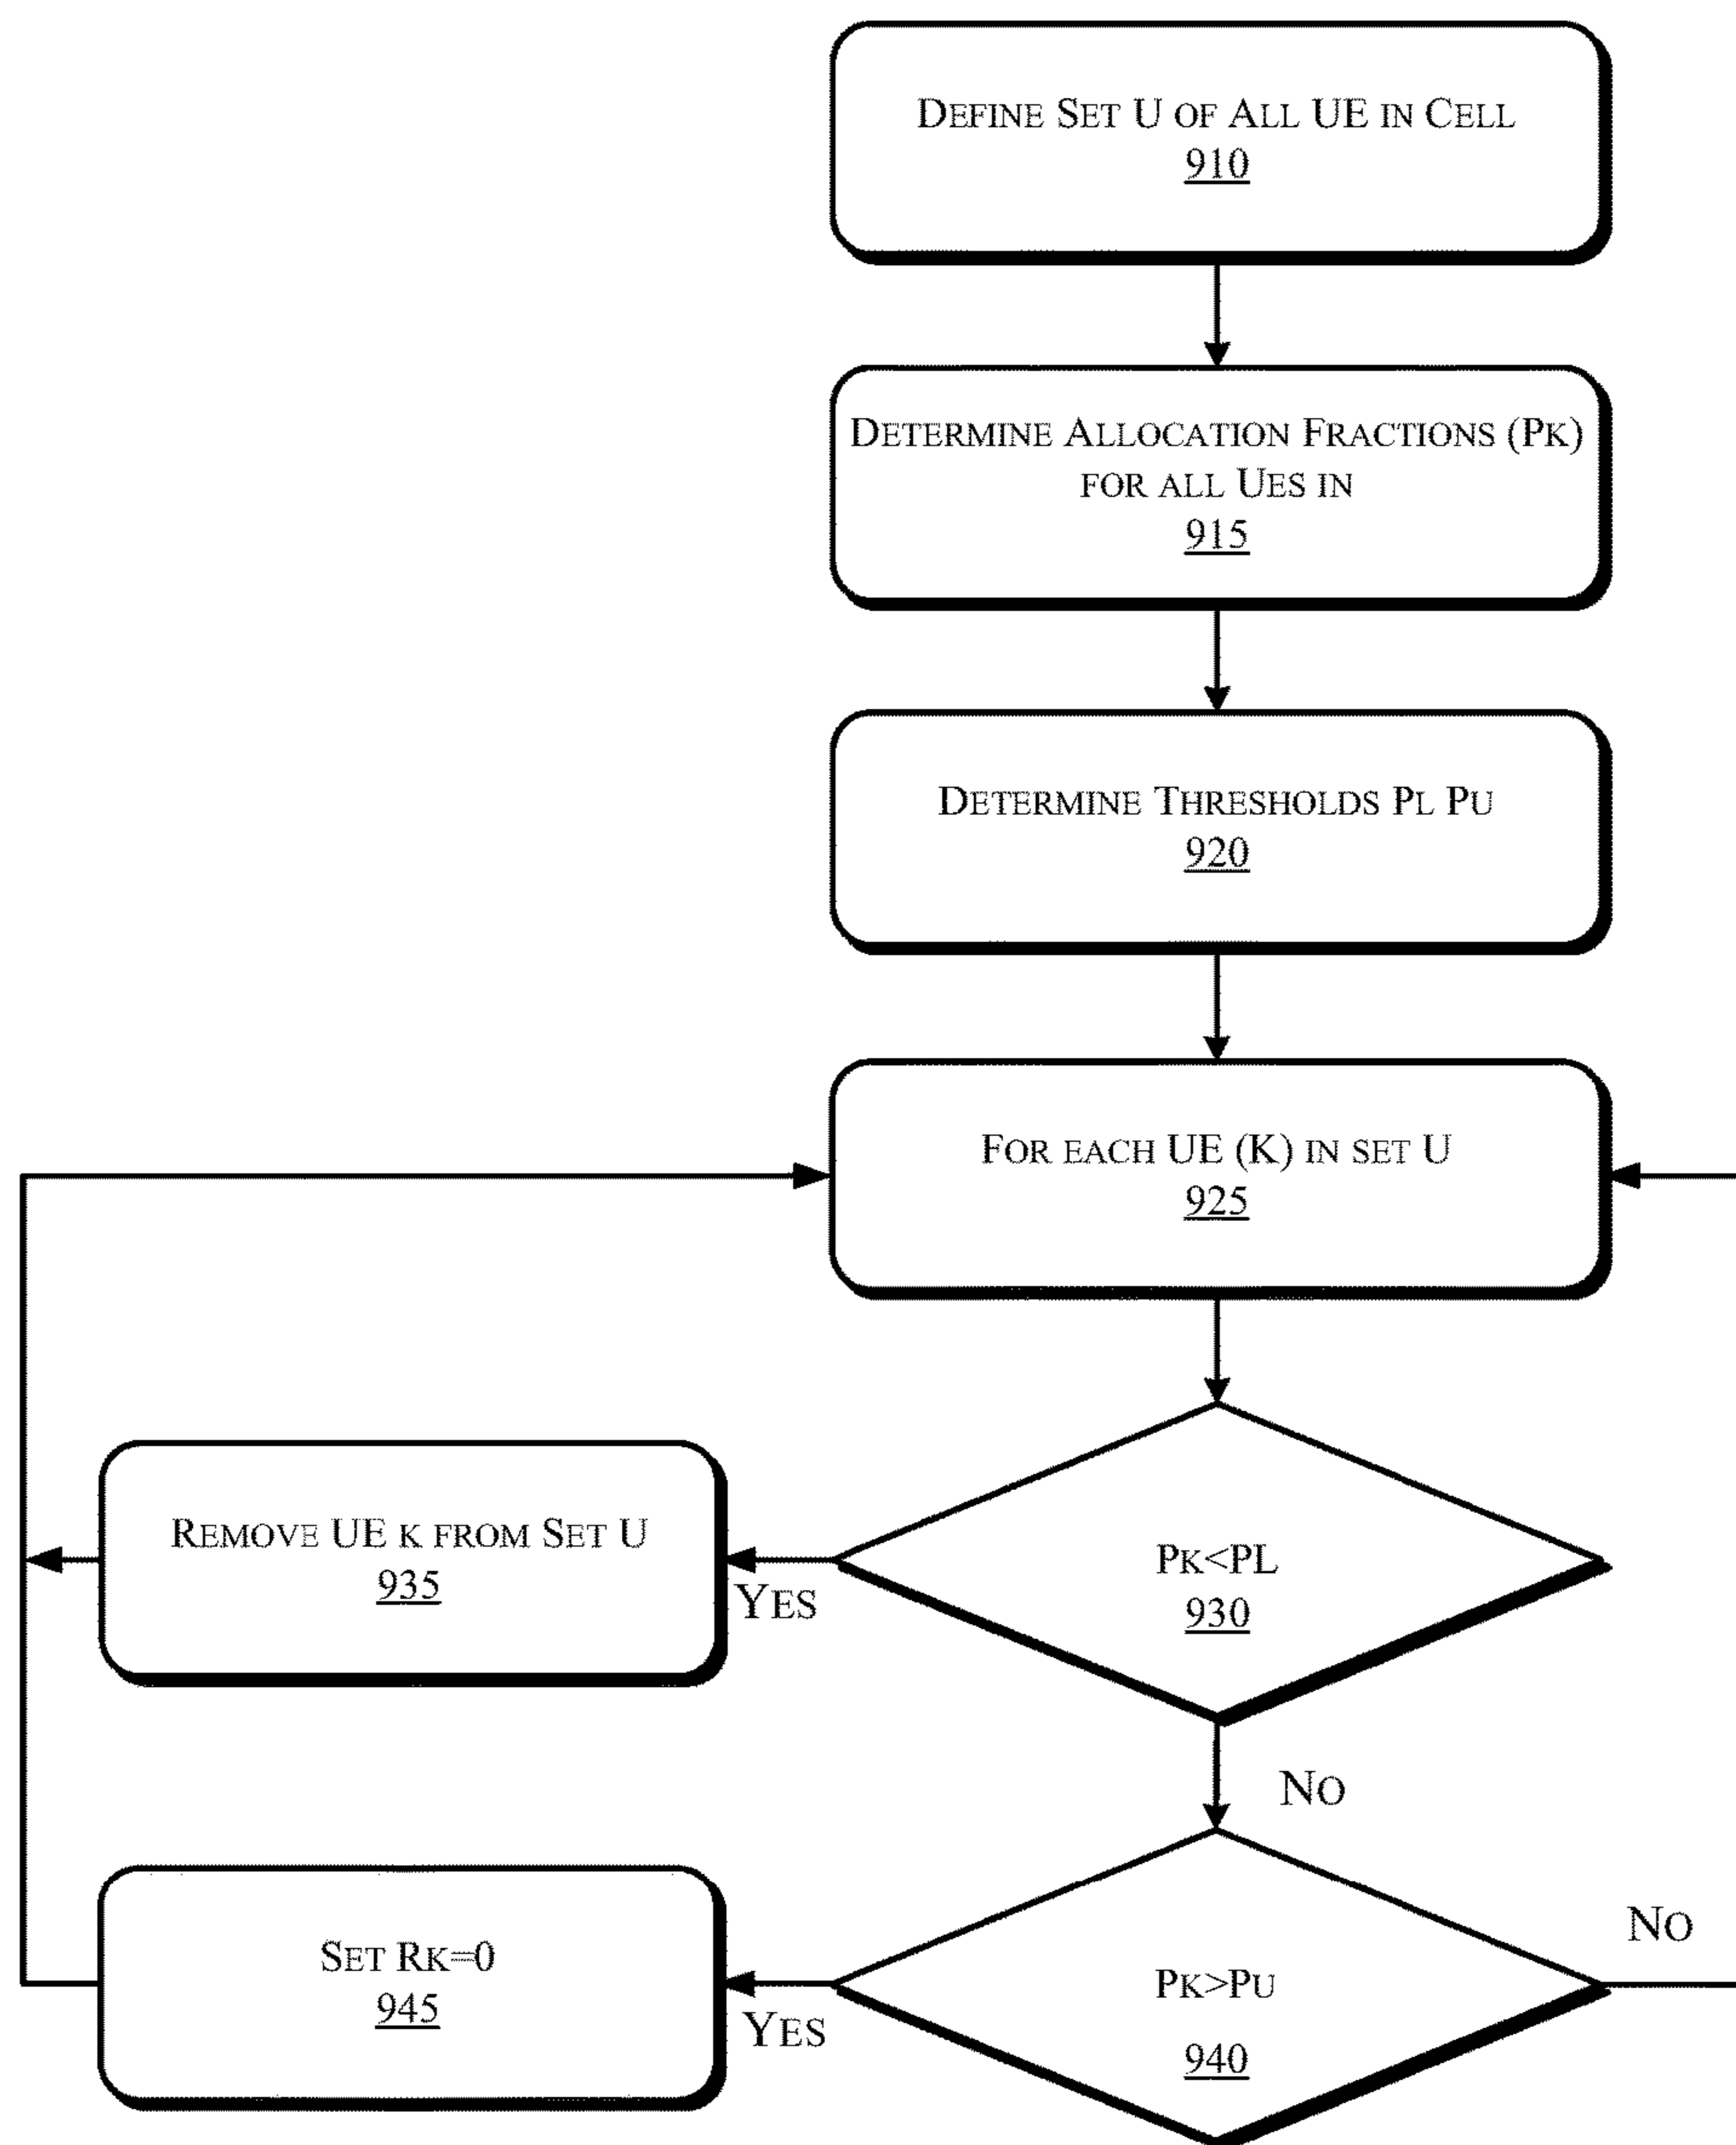 DEFINE SET U OF ALL UE IN CELL
910
DETERMINE ALLOCATION FRACTIONS (PK)
FOR ALL UES IN
915
DETERMINE THRESHOLDS PL PU
920
FOR EACH UE (K) IN SET U
925
PK<PL
930
YES
REMOVE UE K FROM SET U
935
NO
PK>PU
940
YES
SET RK=0
945
NO